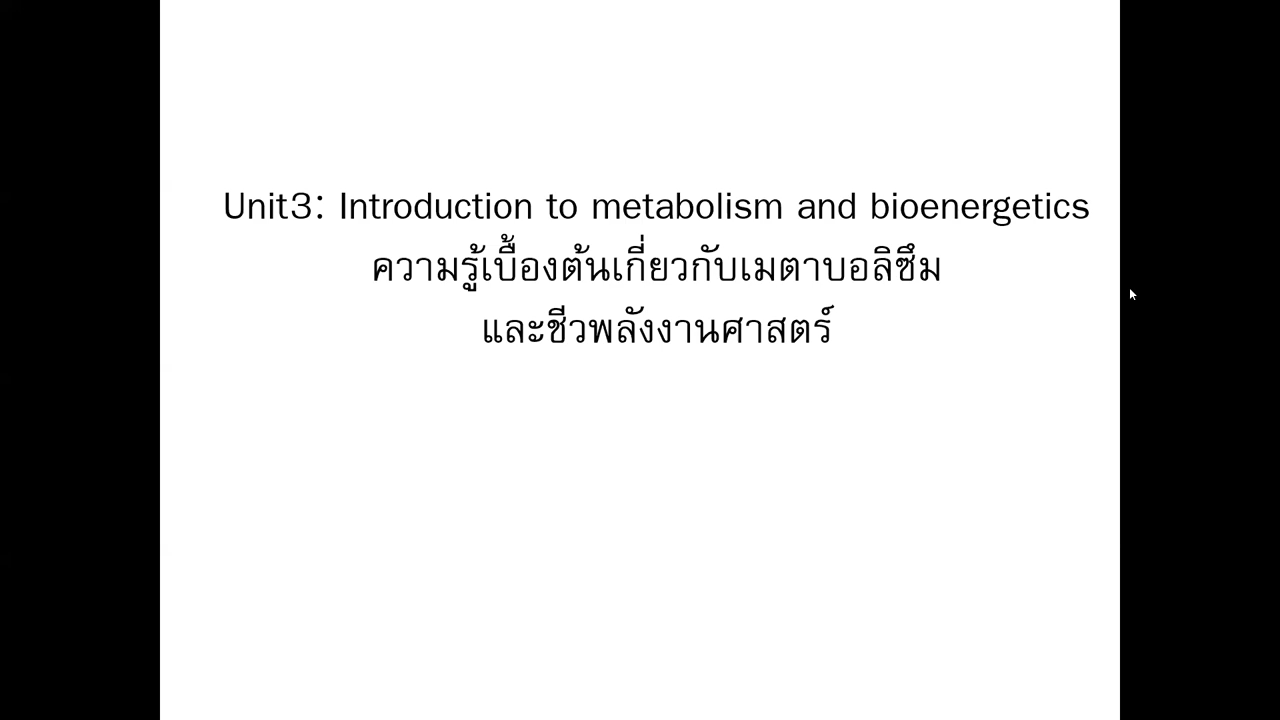 Unit3: Introduction to metabolism and bioenergetics
ความรู้เบื้องต้นเกี่ยวกับเมตาบอลิซึม
และชีวพลังงานศาสตร์